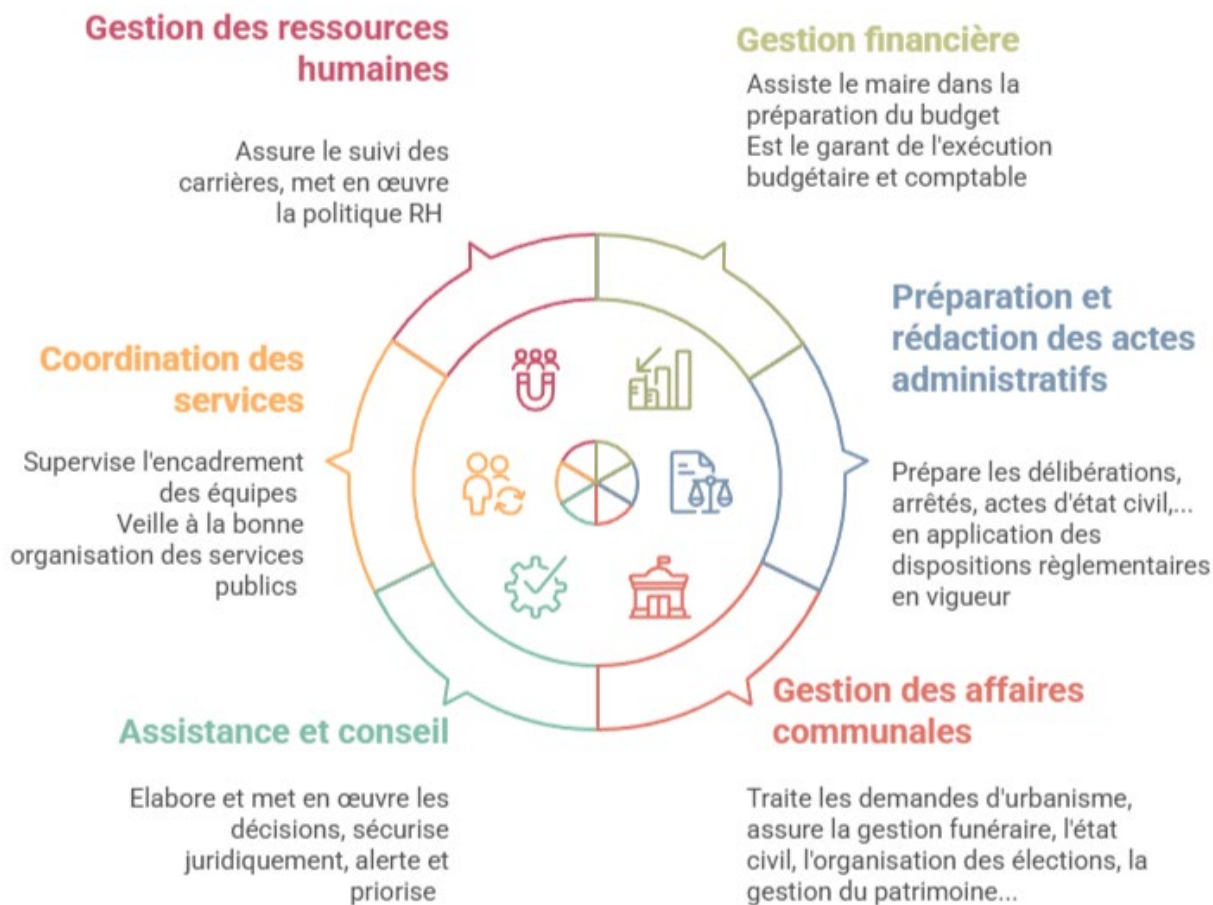 Gestion des ressources
humaines
Assure le suivi des
carrières, met en œuvre
la politique RH
Gestion financière
Assiste le maire dans la
préparation du budget
Est le garant de l'exécution
budgétaire et comptable
Coordination des
services
Supervise l'encadrement
des équipes
Veille à la bonne
organisation des services
publics
Préparation et
rédaction des actes
administratifs
Prépare les délibérations,
arrêtés, actes d'état civil,...
en application des
dispositions règlementaires
en vigueur
Assistance et conseil
Elabore et met en œuvre les
décisions, sécurise
juridiquement, alerte et
priorise
Gestion des affaires
communales
Traite les demandes d'urbanisme,
assure la gestion funéraire, l'état
civil, l'organisation des élections, la
gestion du patrimoine...